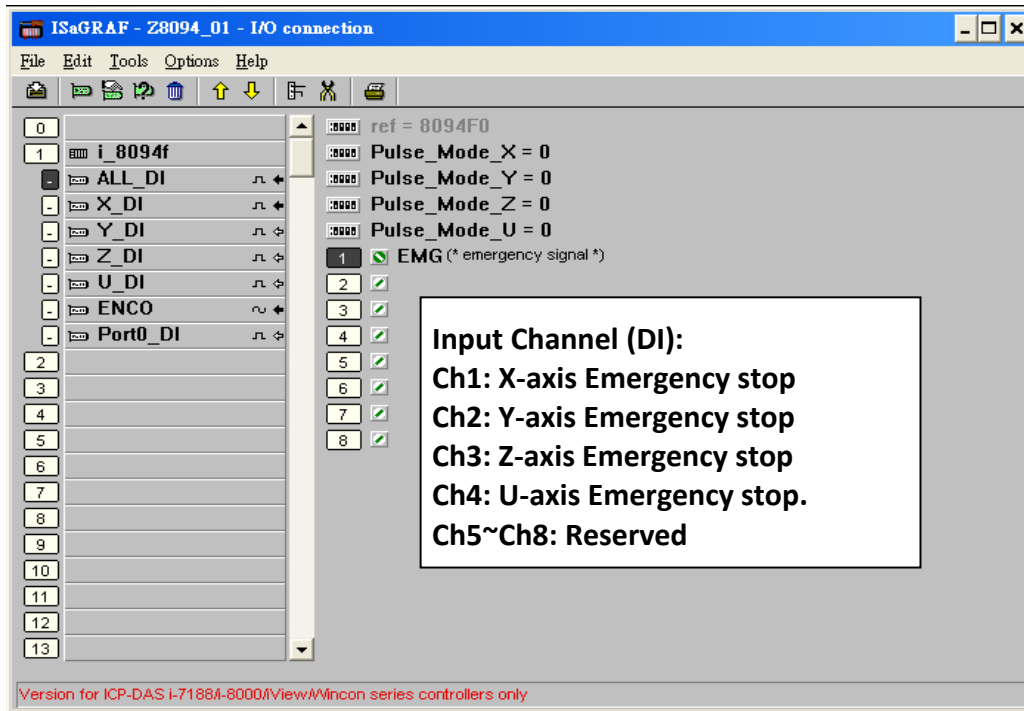 ISaGRAF - Z8094_01 - I/O connection
File Edit Tools Options Help
0
1 i_8094f
- ALL_DI
- X_DI
- Y_DI
- Z_DI
- U_DI
- ENCO
- Port0_DI
2
3
4
5
6
7
8
9
10
11
12
13
ref = 8094F0
Pulse_Mode_X = 0
Pulse_Mode_Y = 0
Pulse_Mode_Z = 0
Pulse_Mode_U = 0
1 EMG (* emergency signal *)
2
3
4
5
6
7
8
Input Channel (DI):
Ch1: X-axis Emergency stop
Ch2: Y-axis Emergency stop
Ch3: Z-axis Emergency stop
Ch4: U-axis Emergency stop.
Ch5~Ch8: Reserved
Version for ICP-DAS i-7188/i-8000/iView/Wincon series controllers only